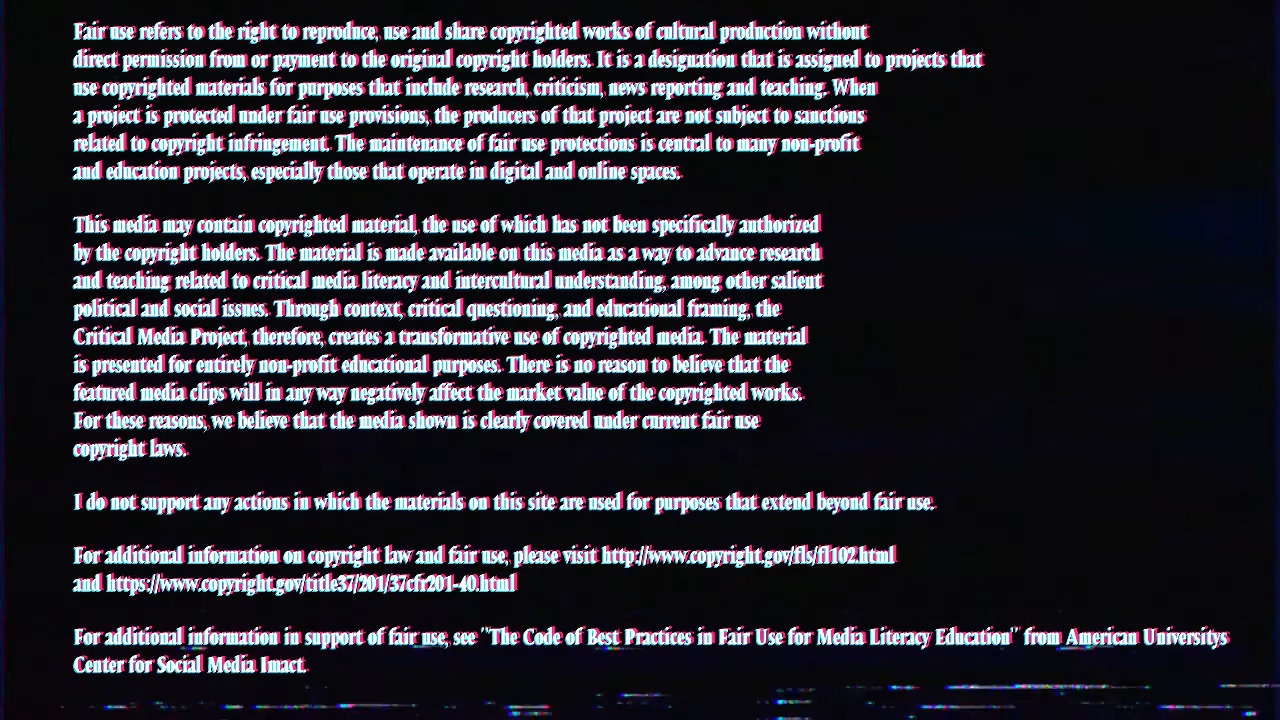 Fair use refers to the right to reproduce, use and share copyrighted works of cultural production without
direct permission from or payment to the original copyright holders. It is a designation that is assigned to projects that
use copyrighted materials for purposes that include research, criticism, news reporting and teaching. When
a project is protected under fair use provisions, the producers of that project are not subject to sanctions
related to copyright infringement. The maintenance of fair use protections is central to many non-profit
and education projects, especially those that operate in digital and online spaces.
This media may contain copyrighted material, the use of which has not been specifically authorized
by the copyright holders. The material is made available on this media as a way to advance research
and teaching related to critical media literacy and intercultural understanding, among other salient
political and social issues. Through context, critical questioning, and educational framing, the
Critical Media Project, therefore, creates a transformative use of copyrighted media. The material
is presented for entirely non-profit educational purposes. There is no reason to believe that the
featured media clips will in any way negatively affect the market value of the copyrighted works.
For these reasons, we believe that the media shown is clearly covered under current fair use
copyright laws.
I do not support any actions in which the materials on this site are used for purposes that extend beyond fair use.
For additional information on copyright law and fair use, please visit http://www.copyright.gov/fls/fl102.html
and https://www.copyright.gov/title37/201/37cfr201-40.html
For additional information in support of fair use, see "The Code of Best Practices in Fair Use for Media Literacy Education" from American Universitys
Center for Social Media Imact.